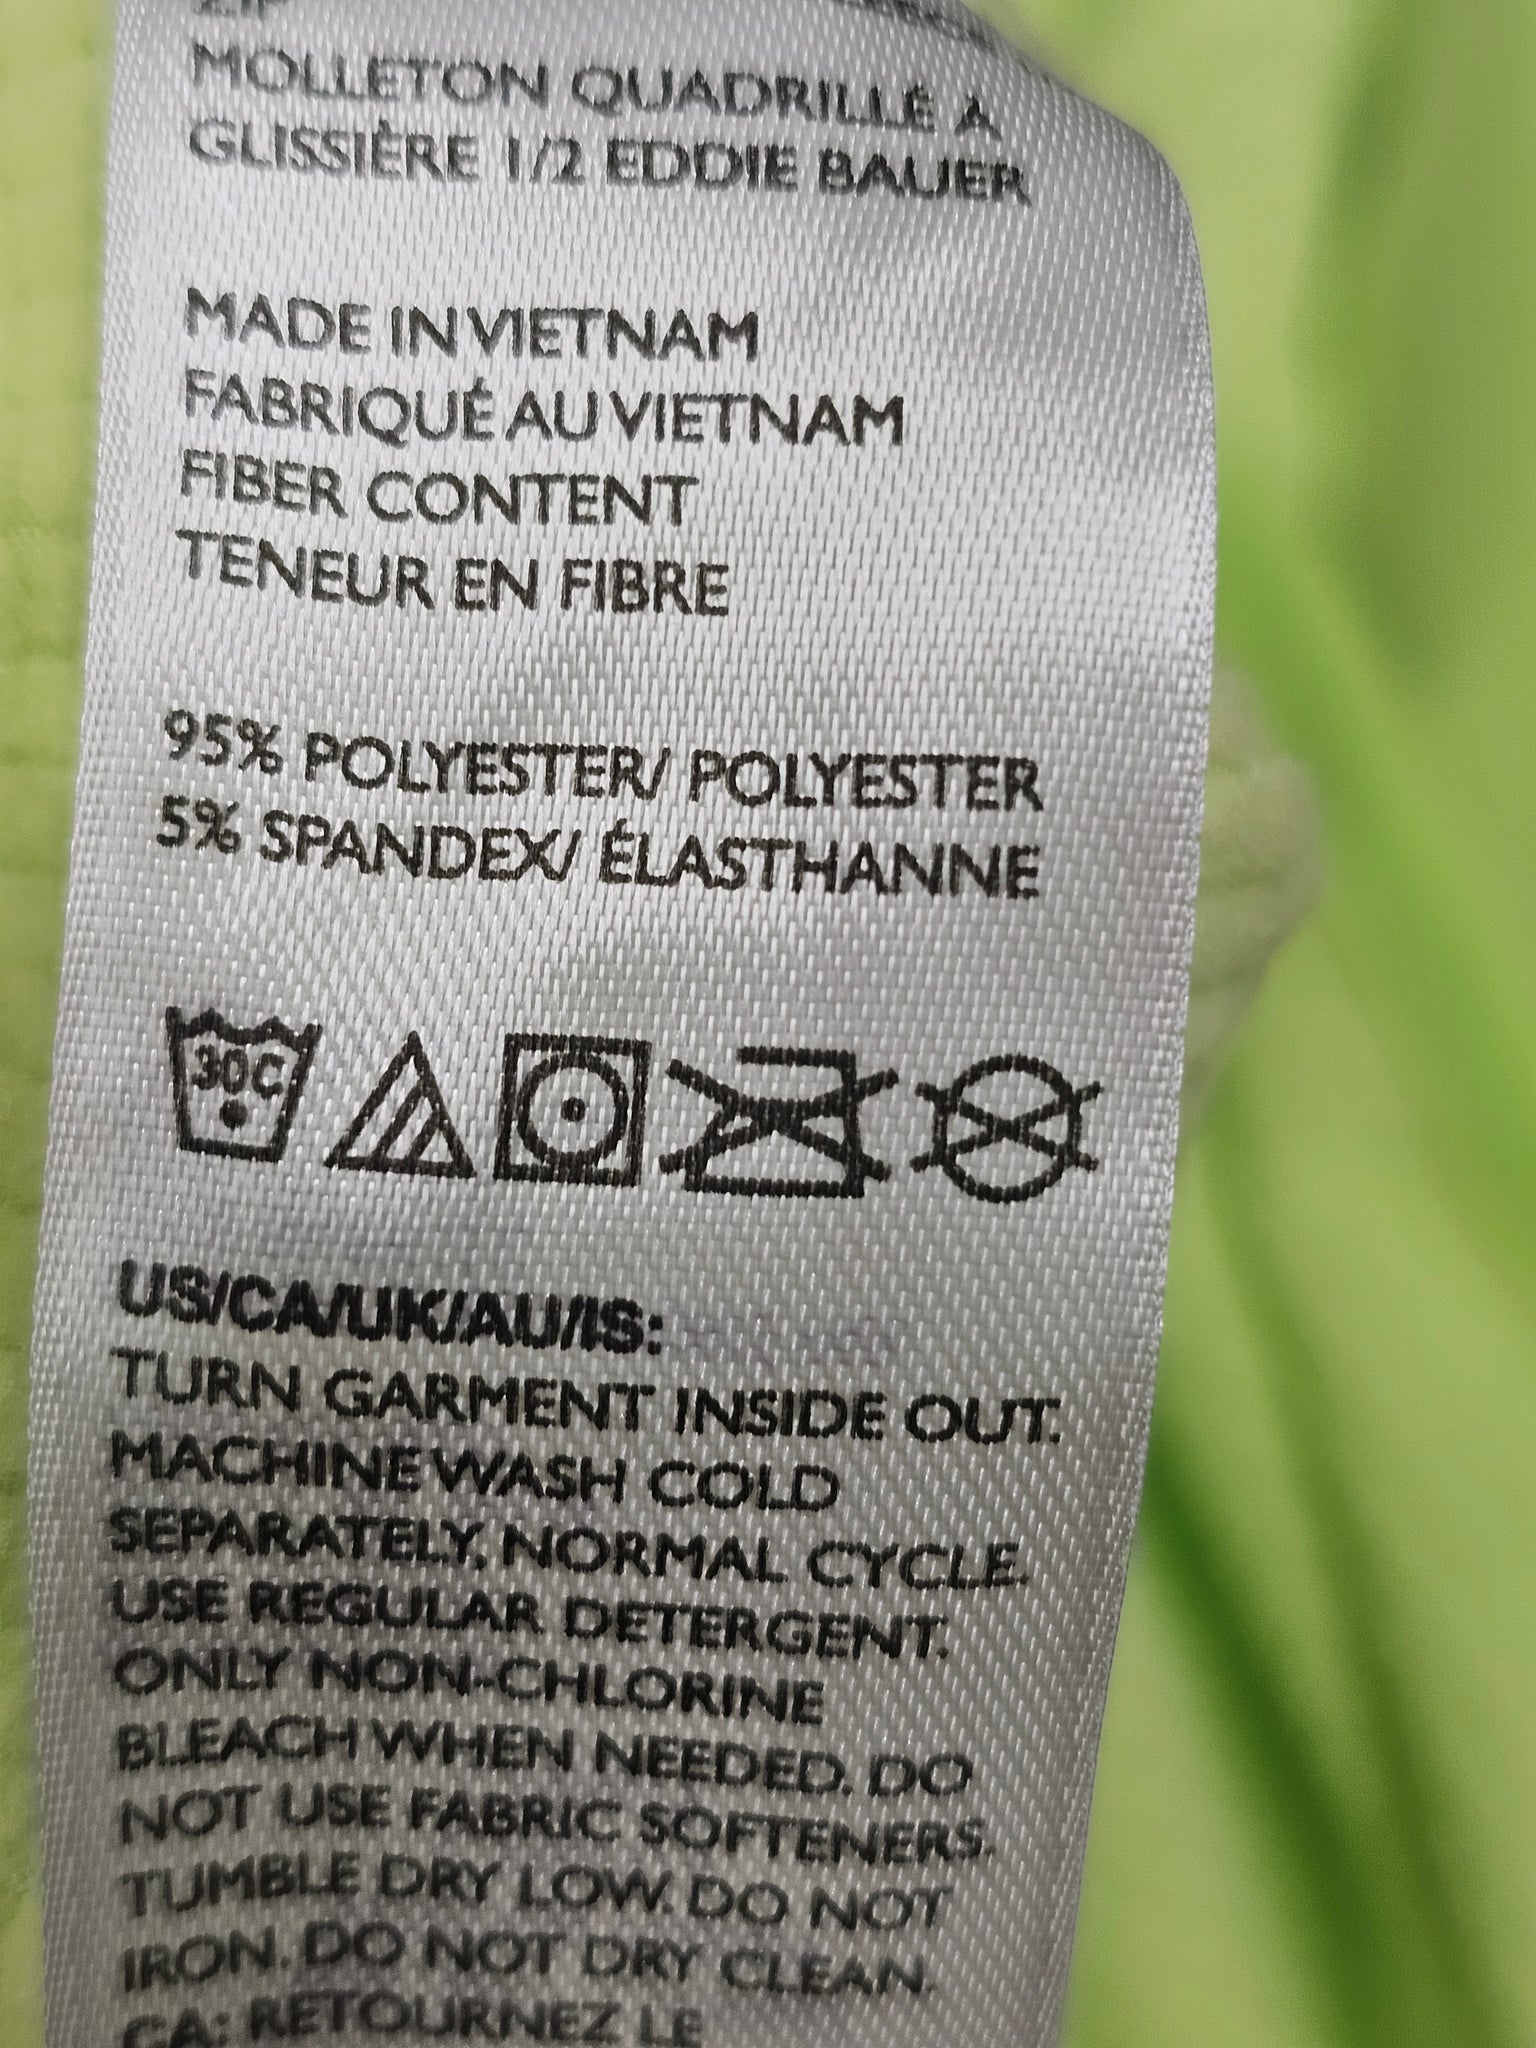 MOLLETON QUADRILLÉ À
GLISSIÈRE 1/2 EDDIE BAUER
MADE IN VIETNAM
FABRIQUÉ AU VIETNAM
FIBER CONTENT
TENEUR EN FIBRE
95% POLYESTER/ POLYESTER
5% SPANDEX/ ÉLASTHANNE
30C
US/CA/UK/AU/IS:
TURN GARMENT INSIDE OUT.
MACHINE WASH COLD
SEPARATELY, NORMAL CYCLE.
USE REGULAR DETERGENT.
ONLY NON-CHLORINE
BLEACH WHEN NEEDED. DO
NOT USE FABRIC SOFTENERS.
TUMBLE DRY LOW. DO NOT
IRON. DO NOT DRY CLEAN.
CA: RETOURNEZ LE